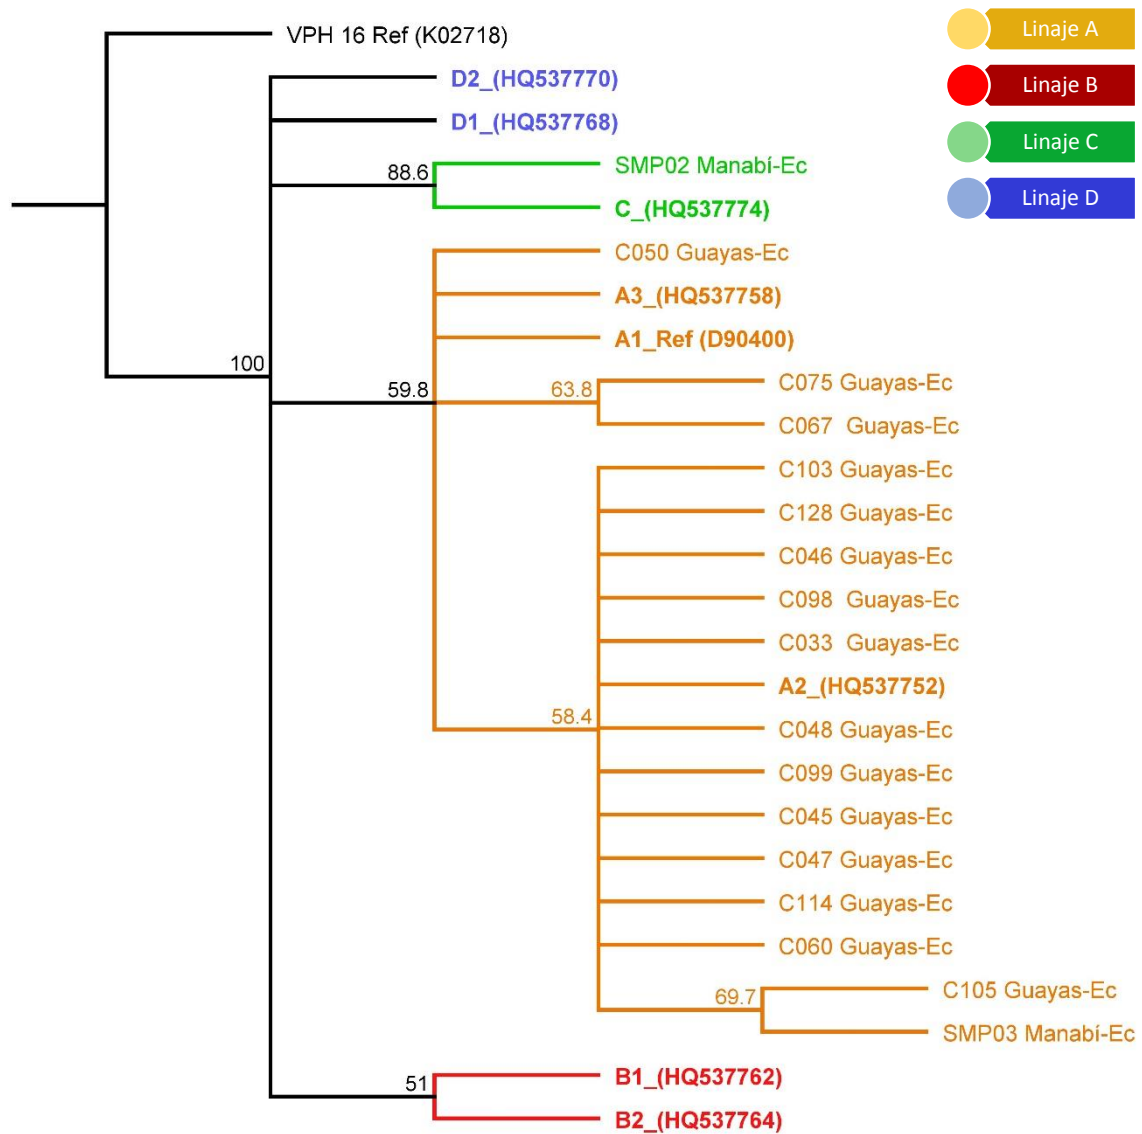 VPH 16 Ref (K02718)
Linaje A
D2_(HQ537770)
Linaje B
D1_(HQ537768)
Linaje C
88.6
SMP02 Manabí-Ec
Linaje D
C_(HQ537774)
C050 Guayas-Ec
A3_(HQ537758)
A1_Ref (D90400)
100
59.8
63.8
C075 Guayas-Ec
C067 Guayas-Ec
C103 Guayas-Ec
C128 Guayas-Ec
C046 Guayas-Ec
C098 Guayas-Ec
C033 Guayas-Ec
A2_(HQ537752)
58.4
C048 Guayas-Ec
C099 Guayas-Ec
C045 Guayas-Ec
C047 Guayas-Ec
C114 Guayas-Ec
C060 Guayas-Ec
69.7
C105 Guayas-Ec
SMP03 Manabí-Ec
51
B1_(HQ537762)
B2_(HQ537764)